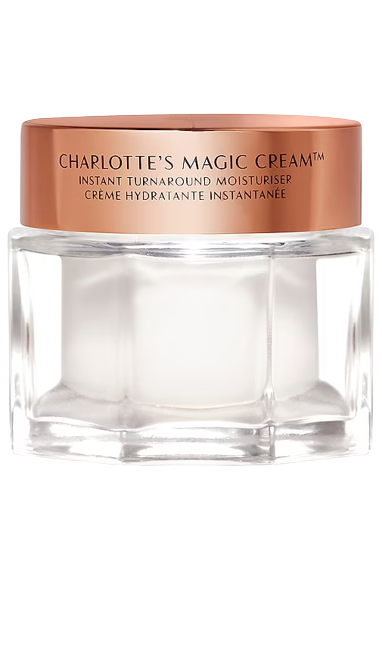 CHARLOTTE'S MAGIC CREAM™
INSTANT TURNAROUND MOISTURISER
CRÈME HYDRATANTE INSTANTANÉE